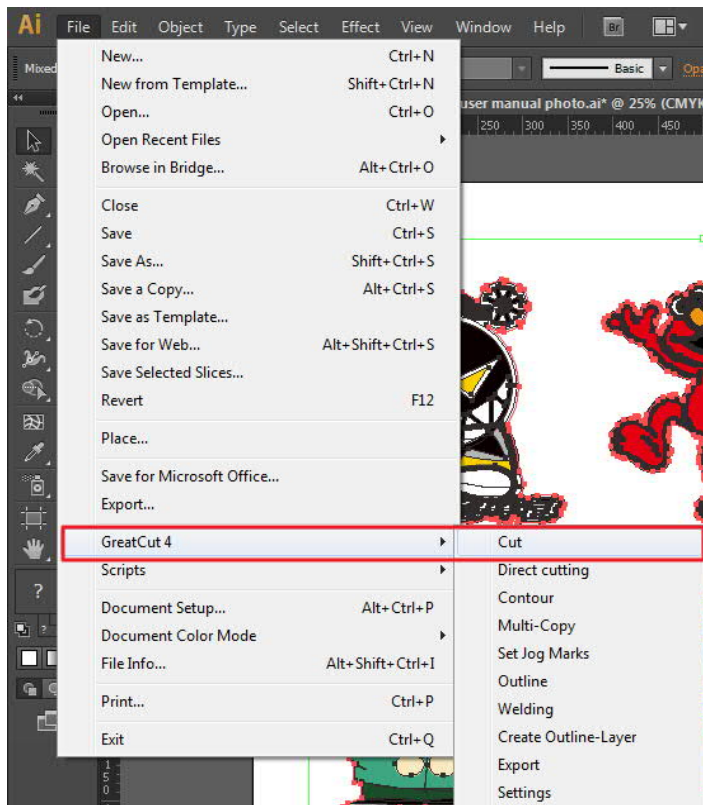 Ai File Edit Object Type Select Effect View Window Help Br
Mixed Basic Opa
user manual photo.ai* @ 25% (CMYK
250 300 350 400 450
New... Ctrl+N
New from Template... Shift+Ctrl+N
Open... Ctrl+O
Open Recent Files
Browse in Bridge... Alt+Ctrl+O
Close Ctrl+W
Save Ctrl+S
Save As... Shift+Ctrl+S
Save a Copy... Alt+Ctrl+S
Save as Template...
Save for Web... Alt+Shift+Ctrl+S
Save Selected Slices...
Revert F12
Place...
Save for Microsoft Office...
Export...
GreatCut 4
Scripts
Document Setup... Alt+Ctrl+P
Document Color Mode
File Info... Alt+Shift+Ctrl+I
Print... Ctrl+P
Exit Ctrl+Q
Cut
Direct cutting
Contour
Multi-Copy
Set Jog Marks
Outline
Welding
Create Outline-Layer
Export
Settings
?
?
1
5
0